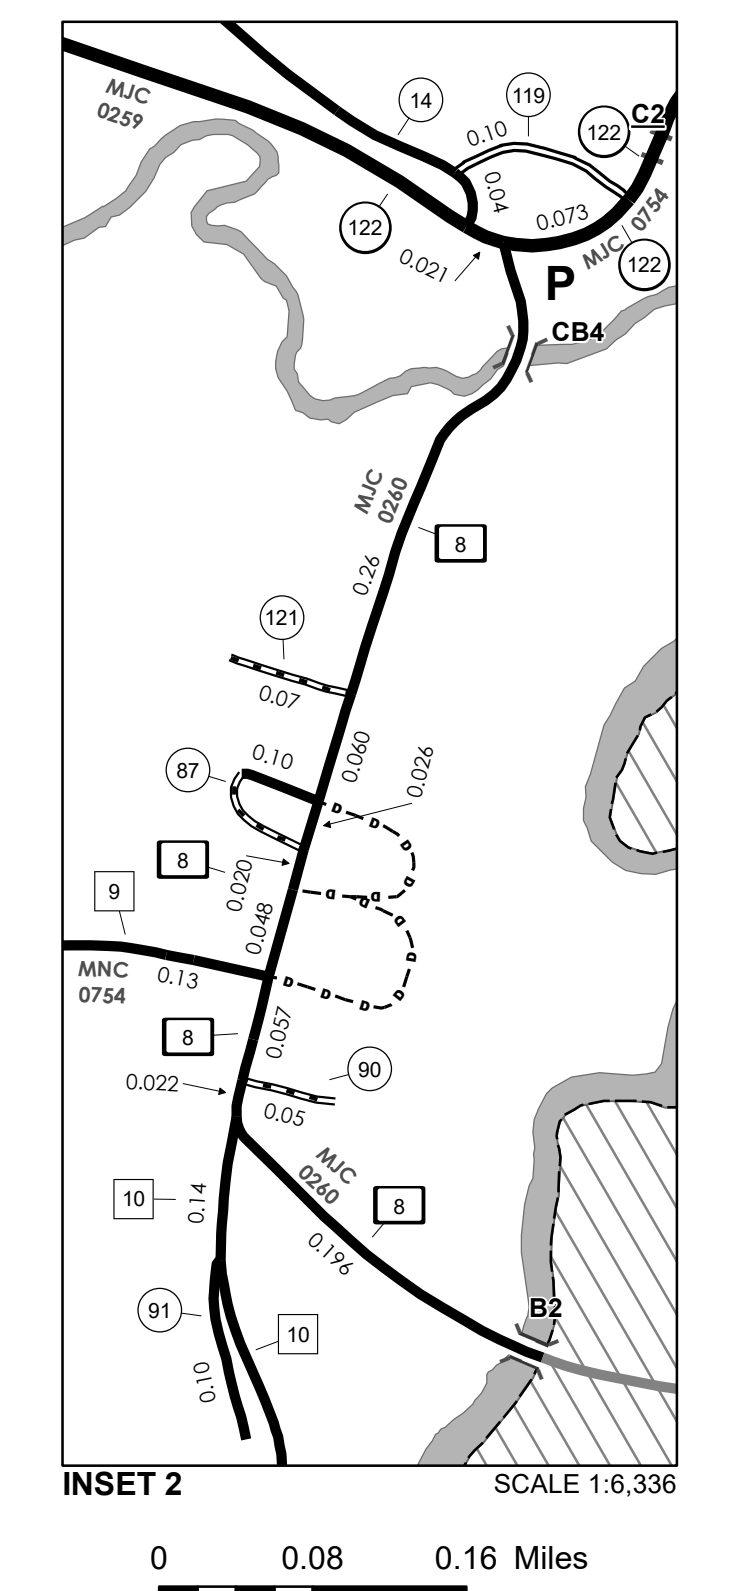 MJC
0259
14
119
0.10
C2
122
0.04
0.073
MJC 0754
122
122
0.021
P
CB4
MJC
0260
8
0.26
121
0.07
0.060
0.10
87
0.026
D D D D D D
8
0.020
9
0.048
D D D D D D D
MNC
0754
0.13
8
0.057
0.022
90
0.05
MJC
0260
10
0.14
8
0.196
91
B2
10
0.10
INSET 2
SCALE 1:6,336
0 0.08 0.16 Miles